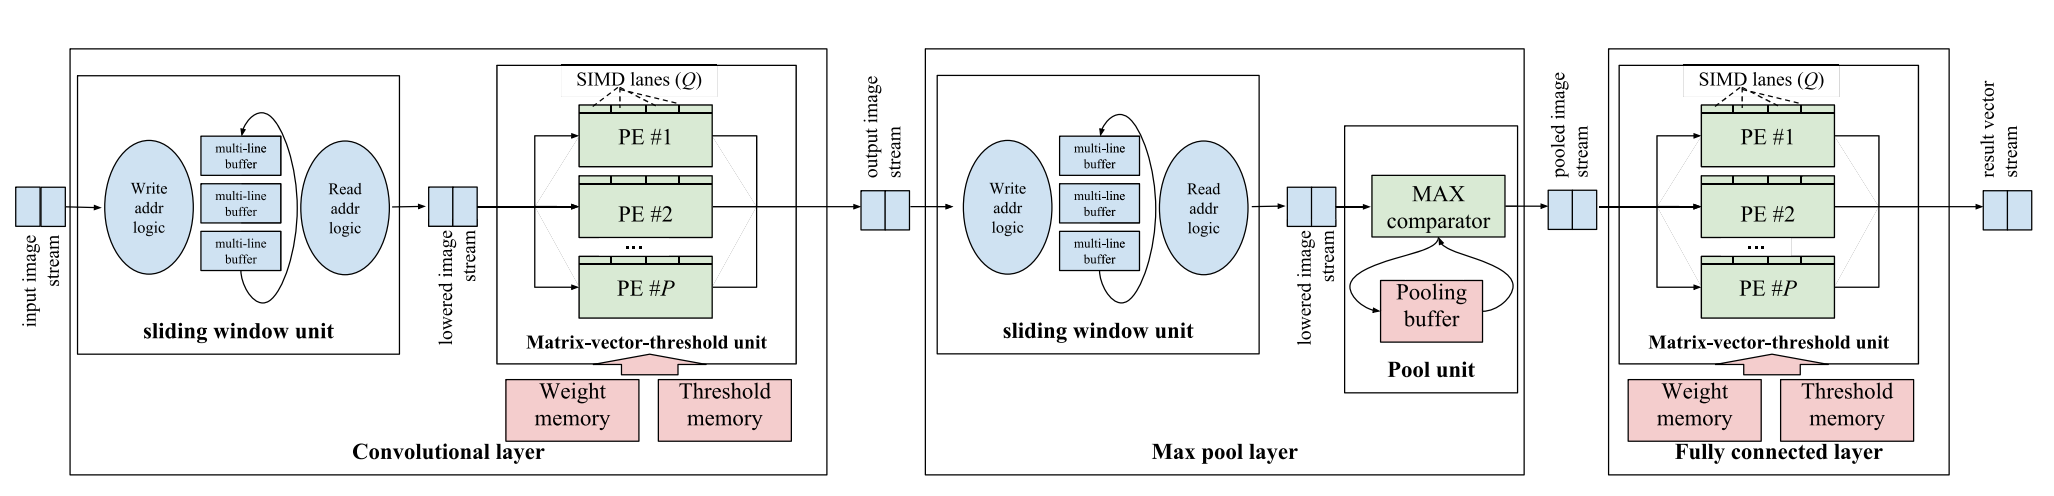 input image
stream
Write
addr
logic
multi-line
buffer
multi-line
buffer
multi-line
buffer
Read
addr
logic
sliding window unit
lowered image
stream
SIMD lanes (Q)
PE #1
PE #2
...
PE #P
Matrix-vector-threshold unit
Weight
memory
Threshold
memory
Convolutional layer
output image
stream
Write
addr
logic
multi-line
buffer
multi-line
buffer
multi-line
buffer
Read
addr
logic
sliding window unit
lowered image
stream
MAX
comparator
Pooling
buffer
Pool unit
Max pool layer
pooled image
stream
SIMD lanes (Q)
PE #1
PE #2
...
PE #P
Matrix-vector-threshold unit
Weight
memory
Threshold
memory
Fully connected layer
result vector
stream